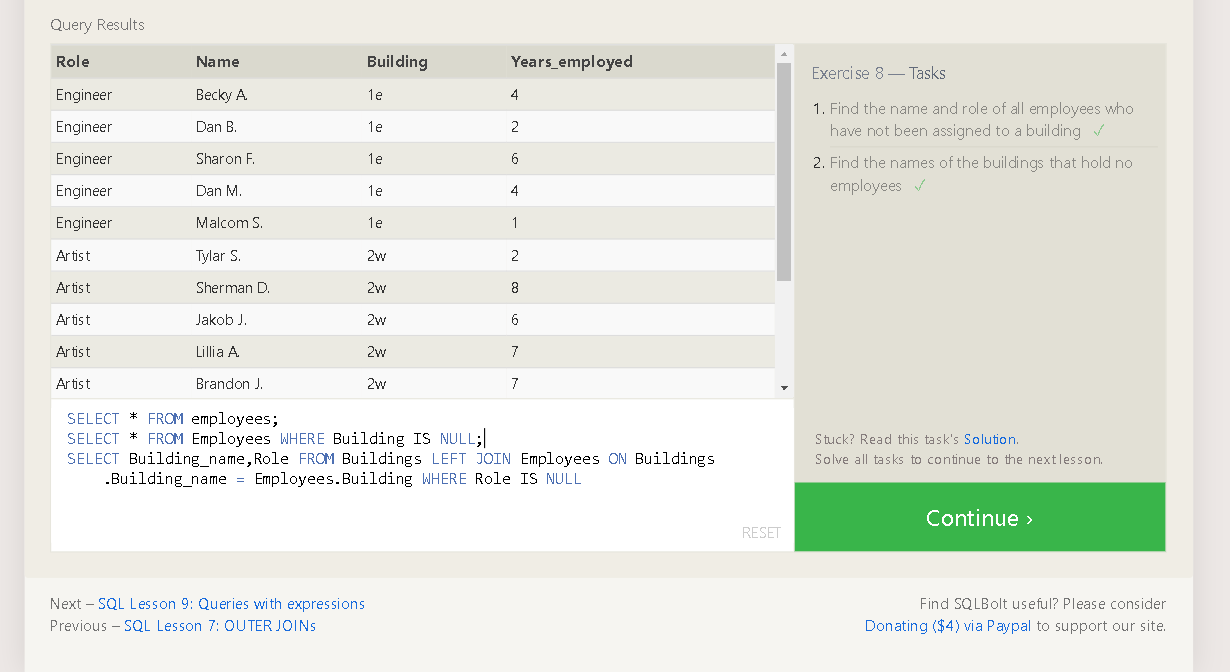 Query Results
Role Name Building Years_employed
Engineer Becky A. 1e 4
Engineer Dan B. 1e 2
Engineer Sharon F. 1e 6
Engineer Dan M. 1e 4
Engineer Malcom S. 1e 1
Artist Tylar S. 2w 2
Artist Sherman D. 2w 8
Artist Jakob J. 2w 6
Artist Lillia A. 2w 7
Artist Brandon J. 2w 7
SELECT * FROM employees;
SELECT * FROM Employees WHERE Building IS NULL;
SELECT Building_name,Role FROM Buildings LEFT JOIN Employees ON Buildings
.Building_name = Employees.Building WHERE Role IS NULL
RESET
Exercise 8 — Tasks
1. Find the name and role of all employees who
have not been assigned to a building ✓
2. Find the names of the buildings that hold no
employees ✓
Stuck? Read this task's Solution.
Solve all tasks to continue to the next lesson.
Continue ›
Next – SQL Lesson 9: Queries with expressions
Previous – SQL Lesson 7: OUTER JOINs
Find SQLBolt useful? Please consider
Donating ($4) via Paypal to support our site.